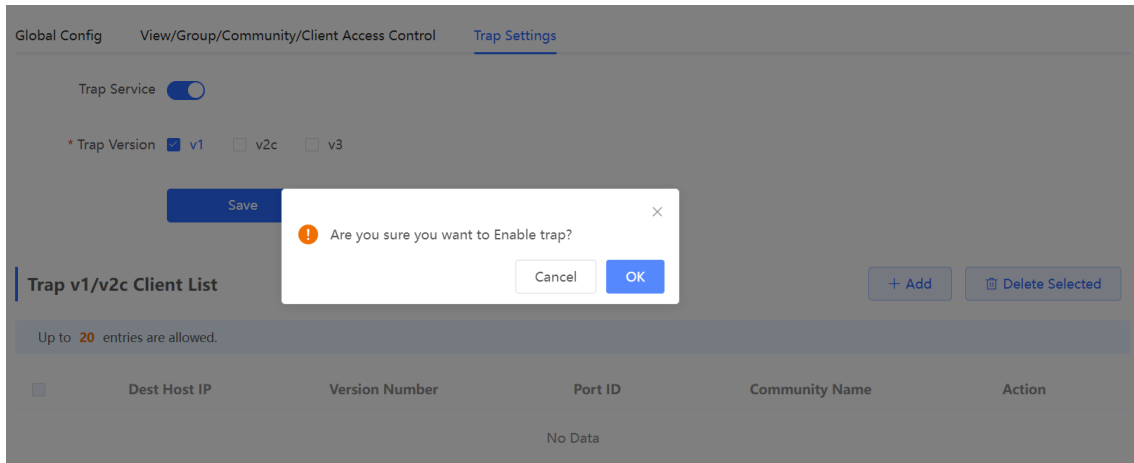 Global Config View/Group/Community/Client Access Control Trap Settings
Trap Service
* Trap Version v1 v2c v3
Save
Are you sure you want to Enable trap?
Cancel OK
Trap v1/v2c Client List + Add Delete Selected
Up to 20 entries are allowed.
Dest Host IP Version Number Port ID Community Name Action
No Data